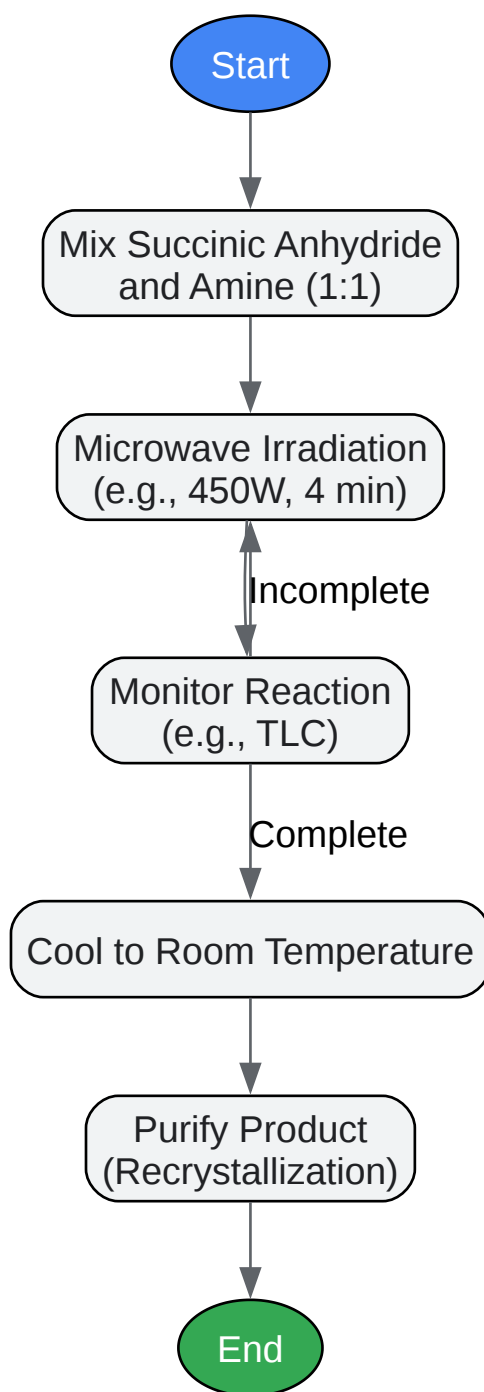 Start
Mix Succinic Anhydride
and Amine (1:1)
Microwave Irradiation
(e.g., 450W, 4 min)
Incomplete
Monitor Reaction
(e.g., TLC)
Complete
Cool to Room Temperature
Purify Product
(Recrystallization)
End